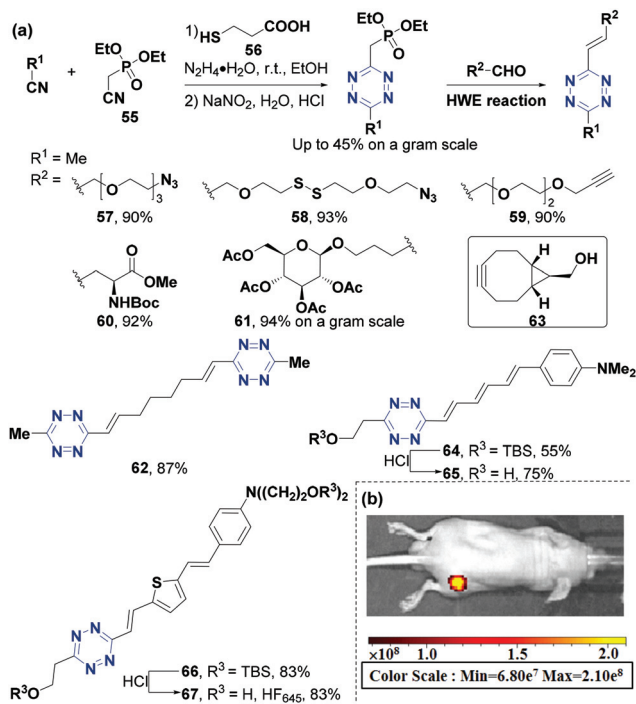 (a)
EtO OEt
P
O
CN
55
R1
CN
+
1) HS COOH
56
N2H4•H2O, r.t., EtOH
2) NaNO2, H2O, HCl
EtO OEt
P
O
N N
N N
R1
R2−CHO
HWE reaction
R2
N N
N N
R1
Up to 45% on a gram scale
R1 = Me
R2 =
O
3
N3
57, 90%
O S S O N3
58, 93%
O
2
O
59, 90%
O
OMe
NHBoc
60, 92%
AcO
O O
AcO OAc
OAc
61, 94% on a gram scale
H
OH
H
63
N=N
Me
N=N
N=N
Me
N=N
62, 87%
NMe2
N=N
N=N
R3O
64, R3 = TBS, 55%
HCl
65, R3 = H, 75%
N((CH2)2OR3)2
S
N=N
N=N
R3O
66, R3 = TBS, 83%
HCl
67, R3 = H, HF645, 83%
(b)
×10^8 1.0 1.5 2.0
Color Scale : Min=6.80e7 Max=2.10e8